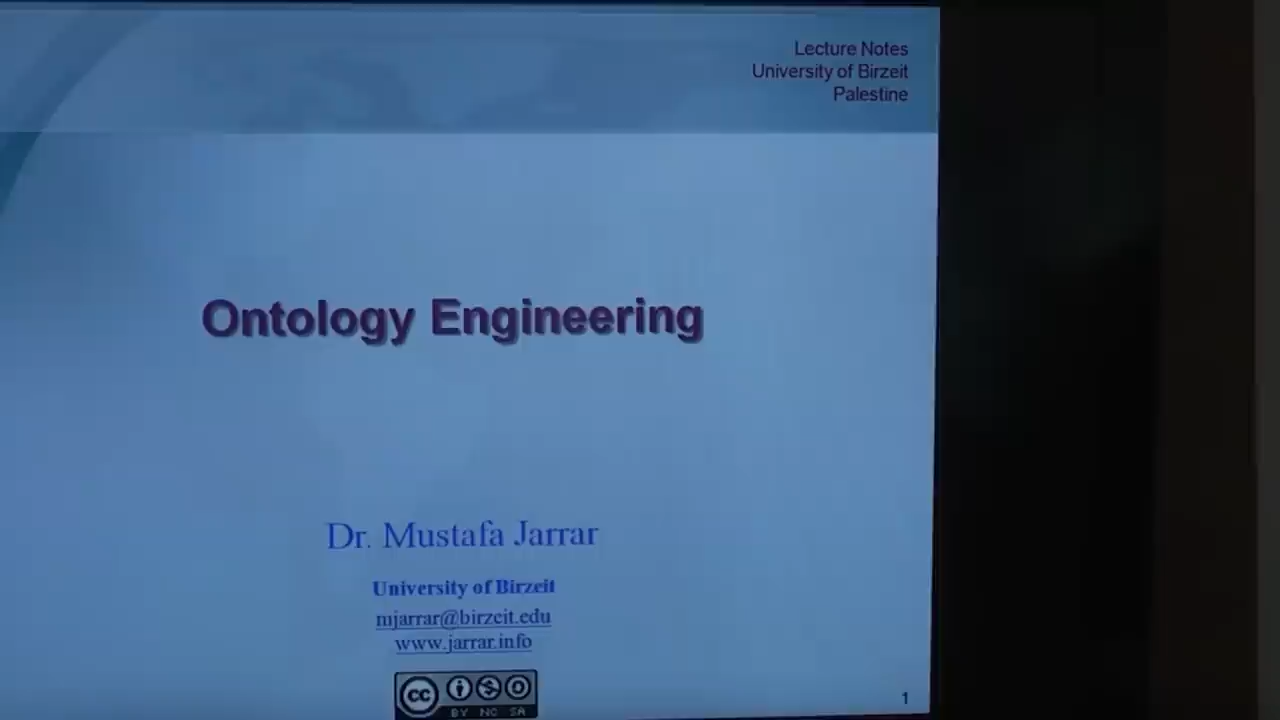 Lecture Notes
University of Birzeit
Palestine
Ontology Engineering
Dr. Mustafa Jarrar
University of Birzeit
mjarrar@birzeit.edu
www.jarrar.info
cc
BY NC SA
1